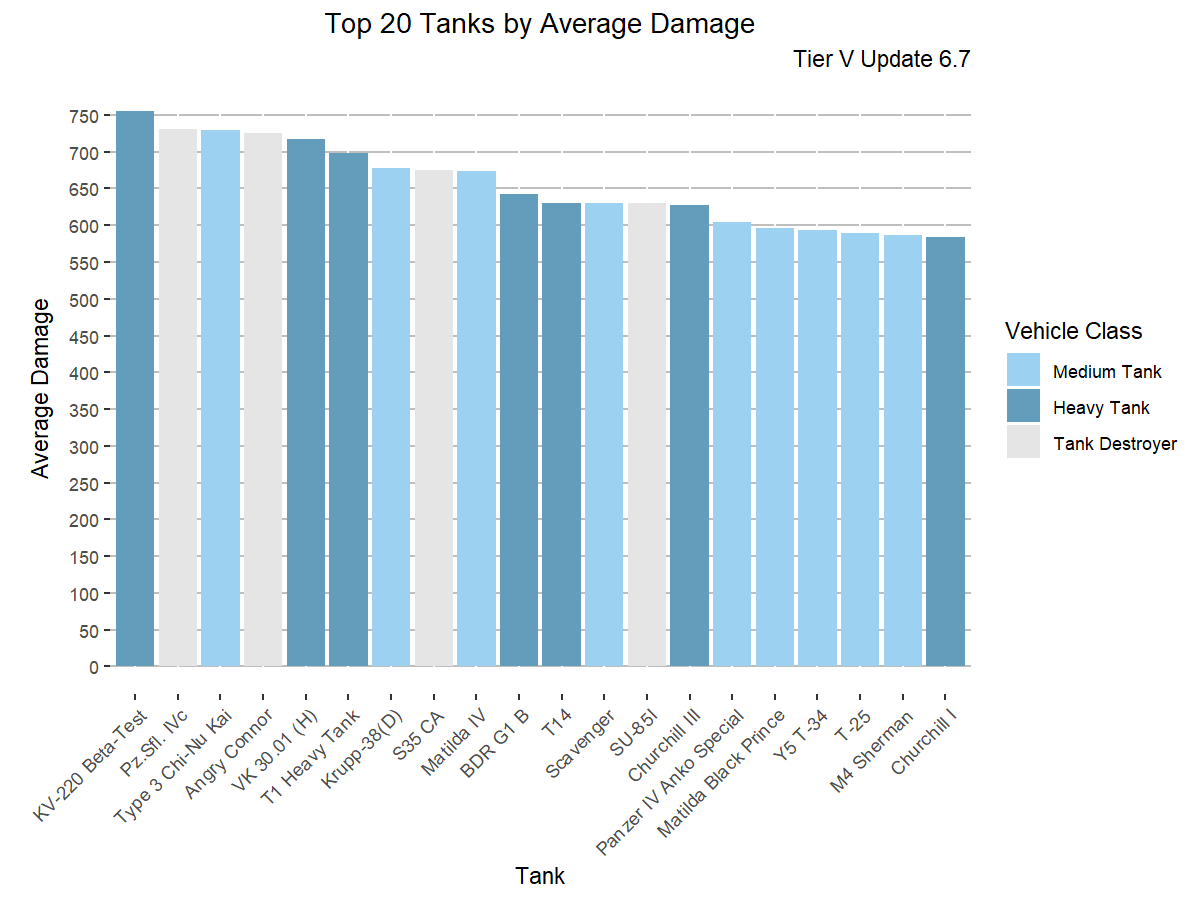 Top 20 Tanks by Average Damage
Tier V Update 6.7
Average Damage
750
700
650
600
550
500
450
400
350
300
250
200
150
100
50
0
KV-220 Beta-Test
Pz.Sfl. IVc
Type 3 Chi-Nu Kai
Angry Connor
VK 30.01 (H)
T1 Heavy Tank
Krupp-38(D)
S35 CA
Matilda IV
BDR G1 B
T14
Scavenger
SU-85I
Churchill III
Panzer IV Anko Special
Matilda Black Prince
Y5 T-34
T-25
M4 Sherman
Churchill I
Tank
Vehicle Class
Medium Tank
Heavy Tank
Tank Destroyer